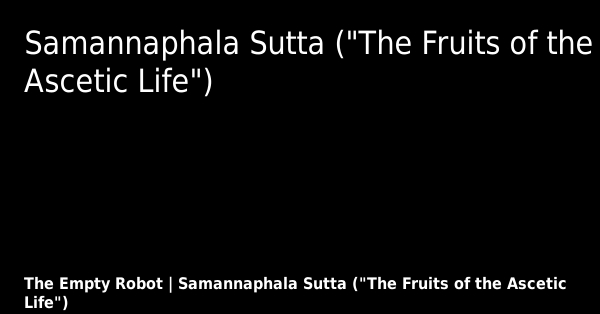 Samannaphala Sutta ("The Fruits of the
Ascetic Life")
The Empty Robot | Samannaphala Sutta ("The Fruits of the Ascetic
Life")